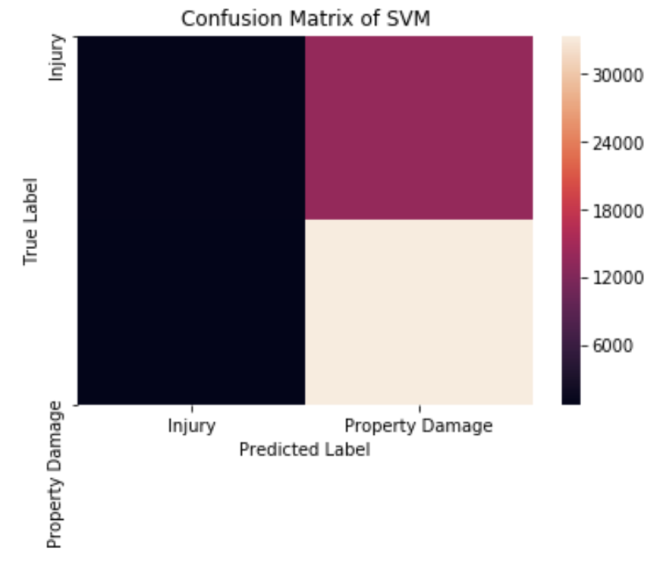 Confusion Matrix of SVM
Injury
True Label
Property Damage
Injury
Property Damage
Predicted Label
30000
24000
18000
12000
6000